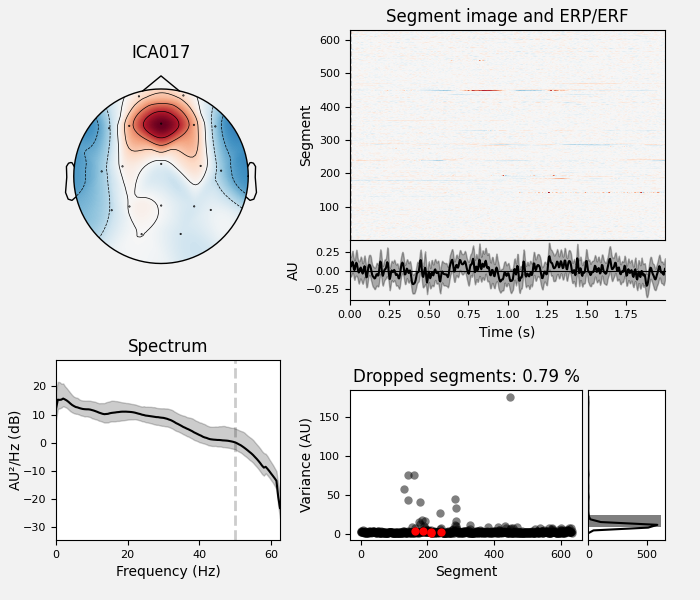 ICA017
Segment image and ERP/ERF
600
500
400
300
200
100
Segment
0.25
0.00
−0.25
AU
0.00 0.25 0.50 0.75 1.00 1.25 1.50 1.75
Time (s)
Spectrum
20
10
0
−10
−20
−30
AU²/Hz (dB)
0 20 40 60
Frequency (Hz)
Dropped segments: 0.79 %
150
100
50
0
Variance (AU)
0 200 400 600
Segment
0 500